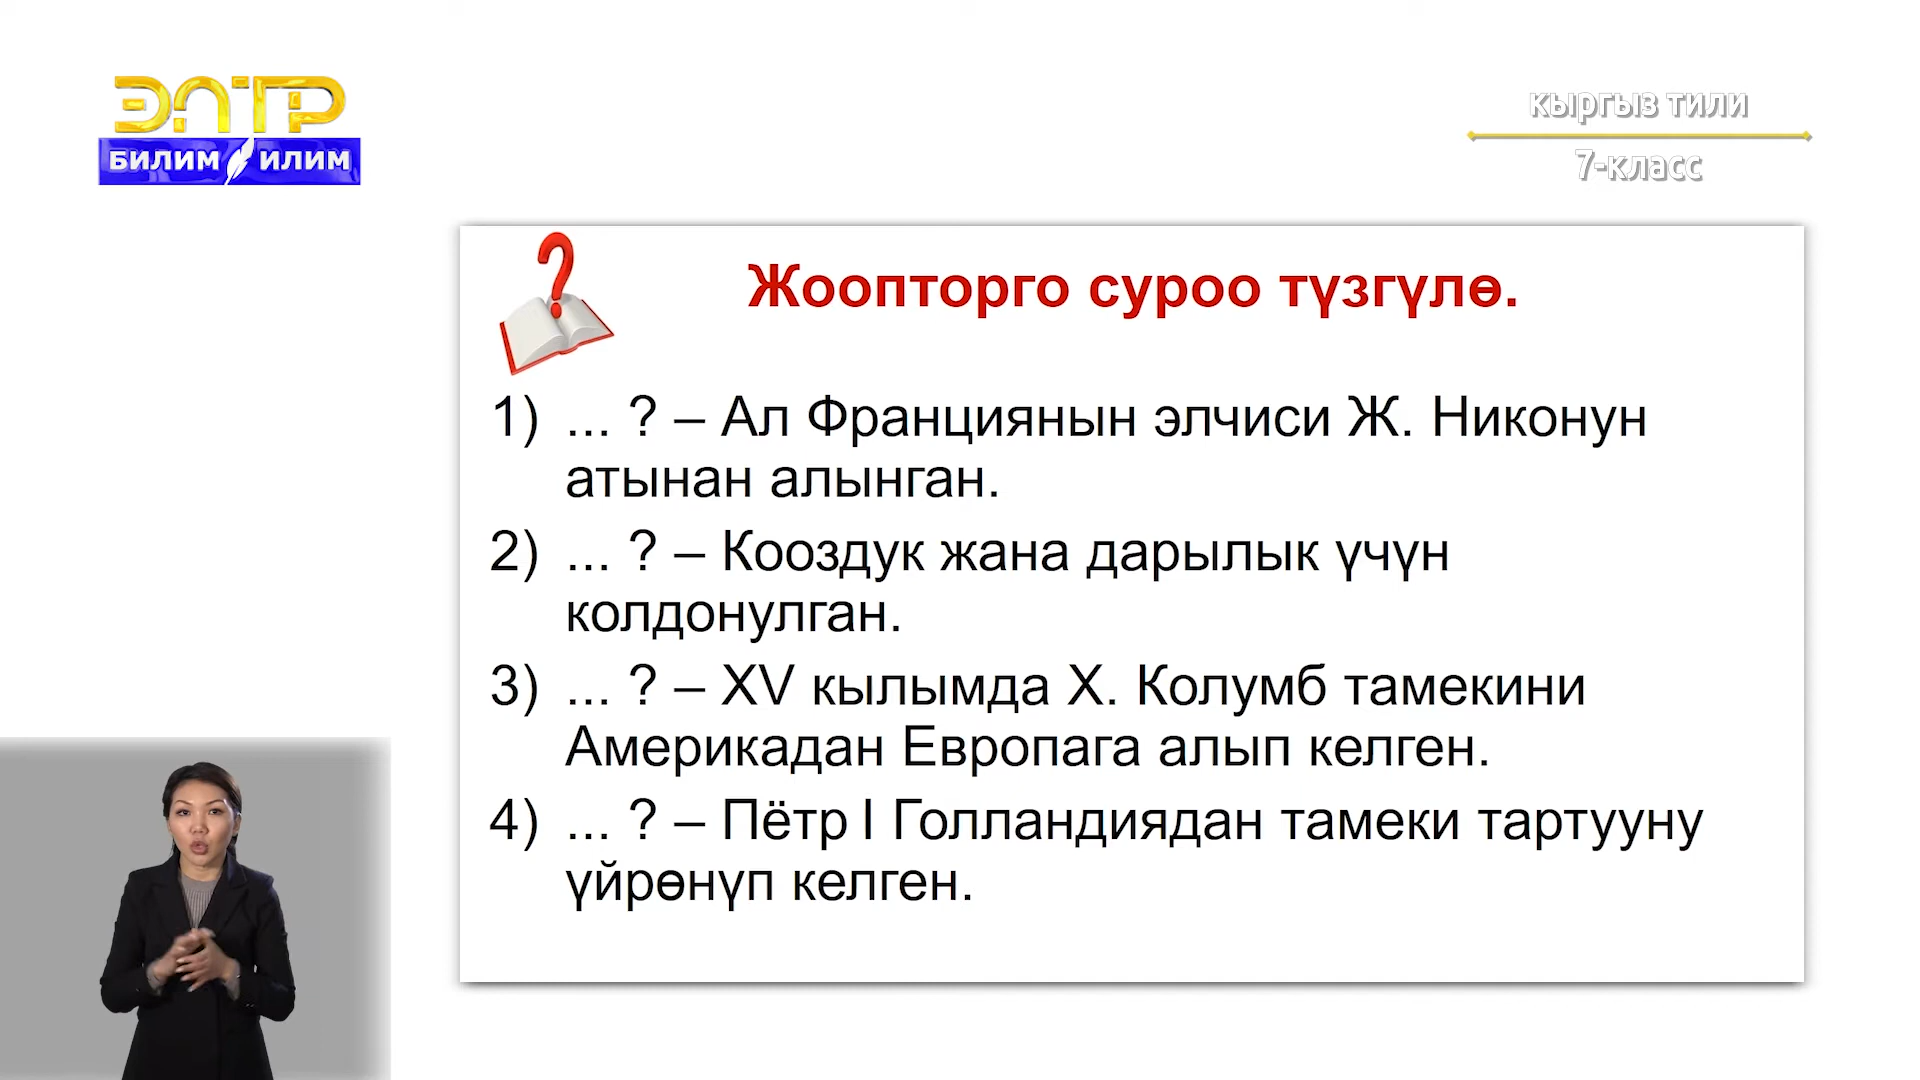 ЭЛТР
БИЛИМ ИЛИМ
кыргыз тили
7-класс
Жоопторго суроо түзгүлө.
1) ... ? – Ал Франциянын элчиси Ж. Никонун
атынан алынган.
2) ... ? – Кооздук жана дарылык үчүн
колдонулган.
3) ... ? – XV кылымда Х. Колумб тамекини
Америкадан Европага алып келген.
4) ... ? – Пётр I Голландиядан тамеки тартууну
үйрөнүп келген.